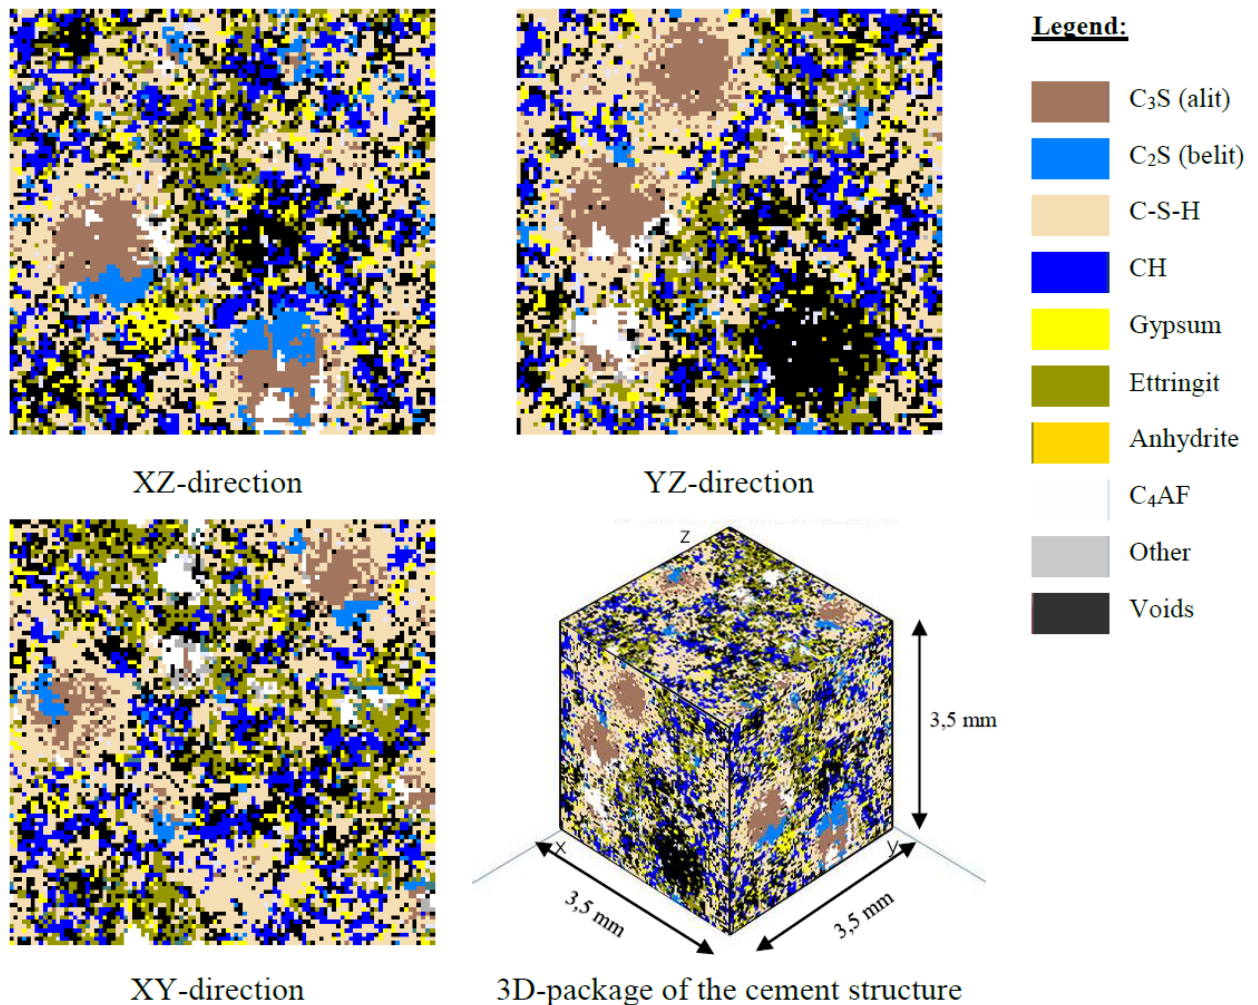 Legend:
C₃S (alit)
C₂S (belit)
C-S-H
CH
Gypsum
Ettringit
Anhydrite
C₄AF
Other
Voids
XZ-direction
YZ-direction
z
x
y
3,5 mm
3,5 mm
3,5 mm
XY-direction
3D-package of the cement structure